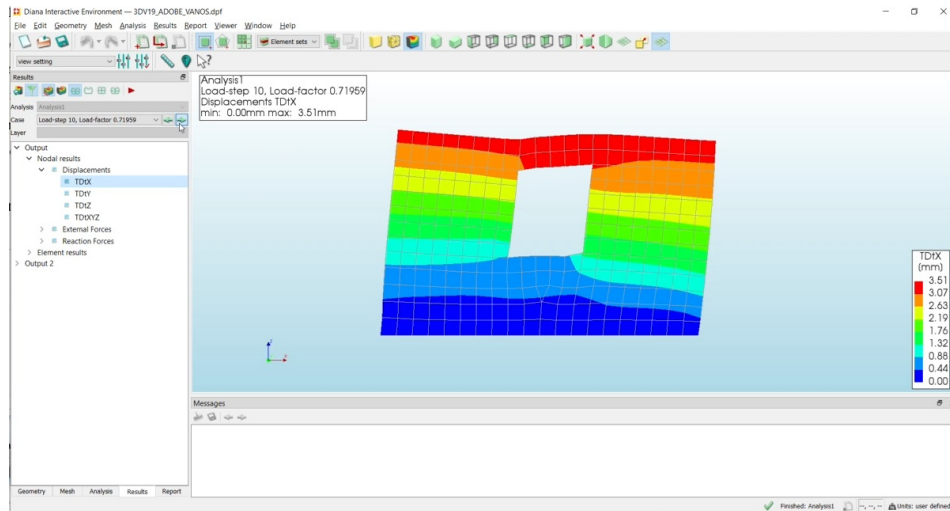 Diana Interactive Environment — 3DV19_ADOBE_VANOS.dpf
File Edit Geometry Mesh Analysis Results Report Viewer Window Help
Element sets
view setting
Results
Analysis Analysis1
Case Load-step 10, Load-factor 0.71959
Layer
Output
Nodal results
Displacements
TDtX
TDtY
TDtZ
TDtXYZ
External Forces
Reaction Forces
Element results
Output 2
Analysis1
Load-step 10, Load-factor 0.71959
Displacements TDtX
min: 0.00mm max: 3.51mm
TDtX
(mm)
3.51
3.07
2.63
2.19
1.76
1.32
0.88
0.44
0.00
Messages
Geometry Mesh Analysis Results Report
Finished: Analysis1 --, --, -- Units: user defined